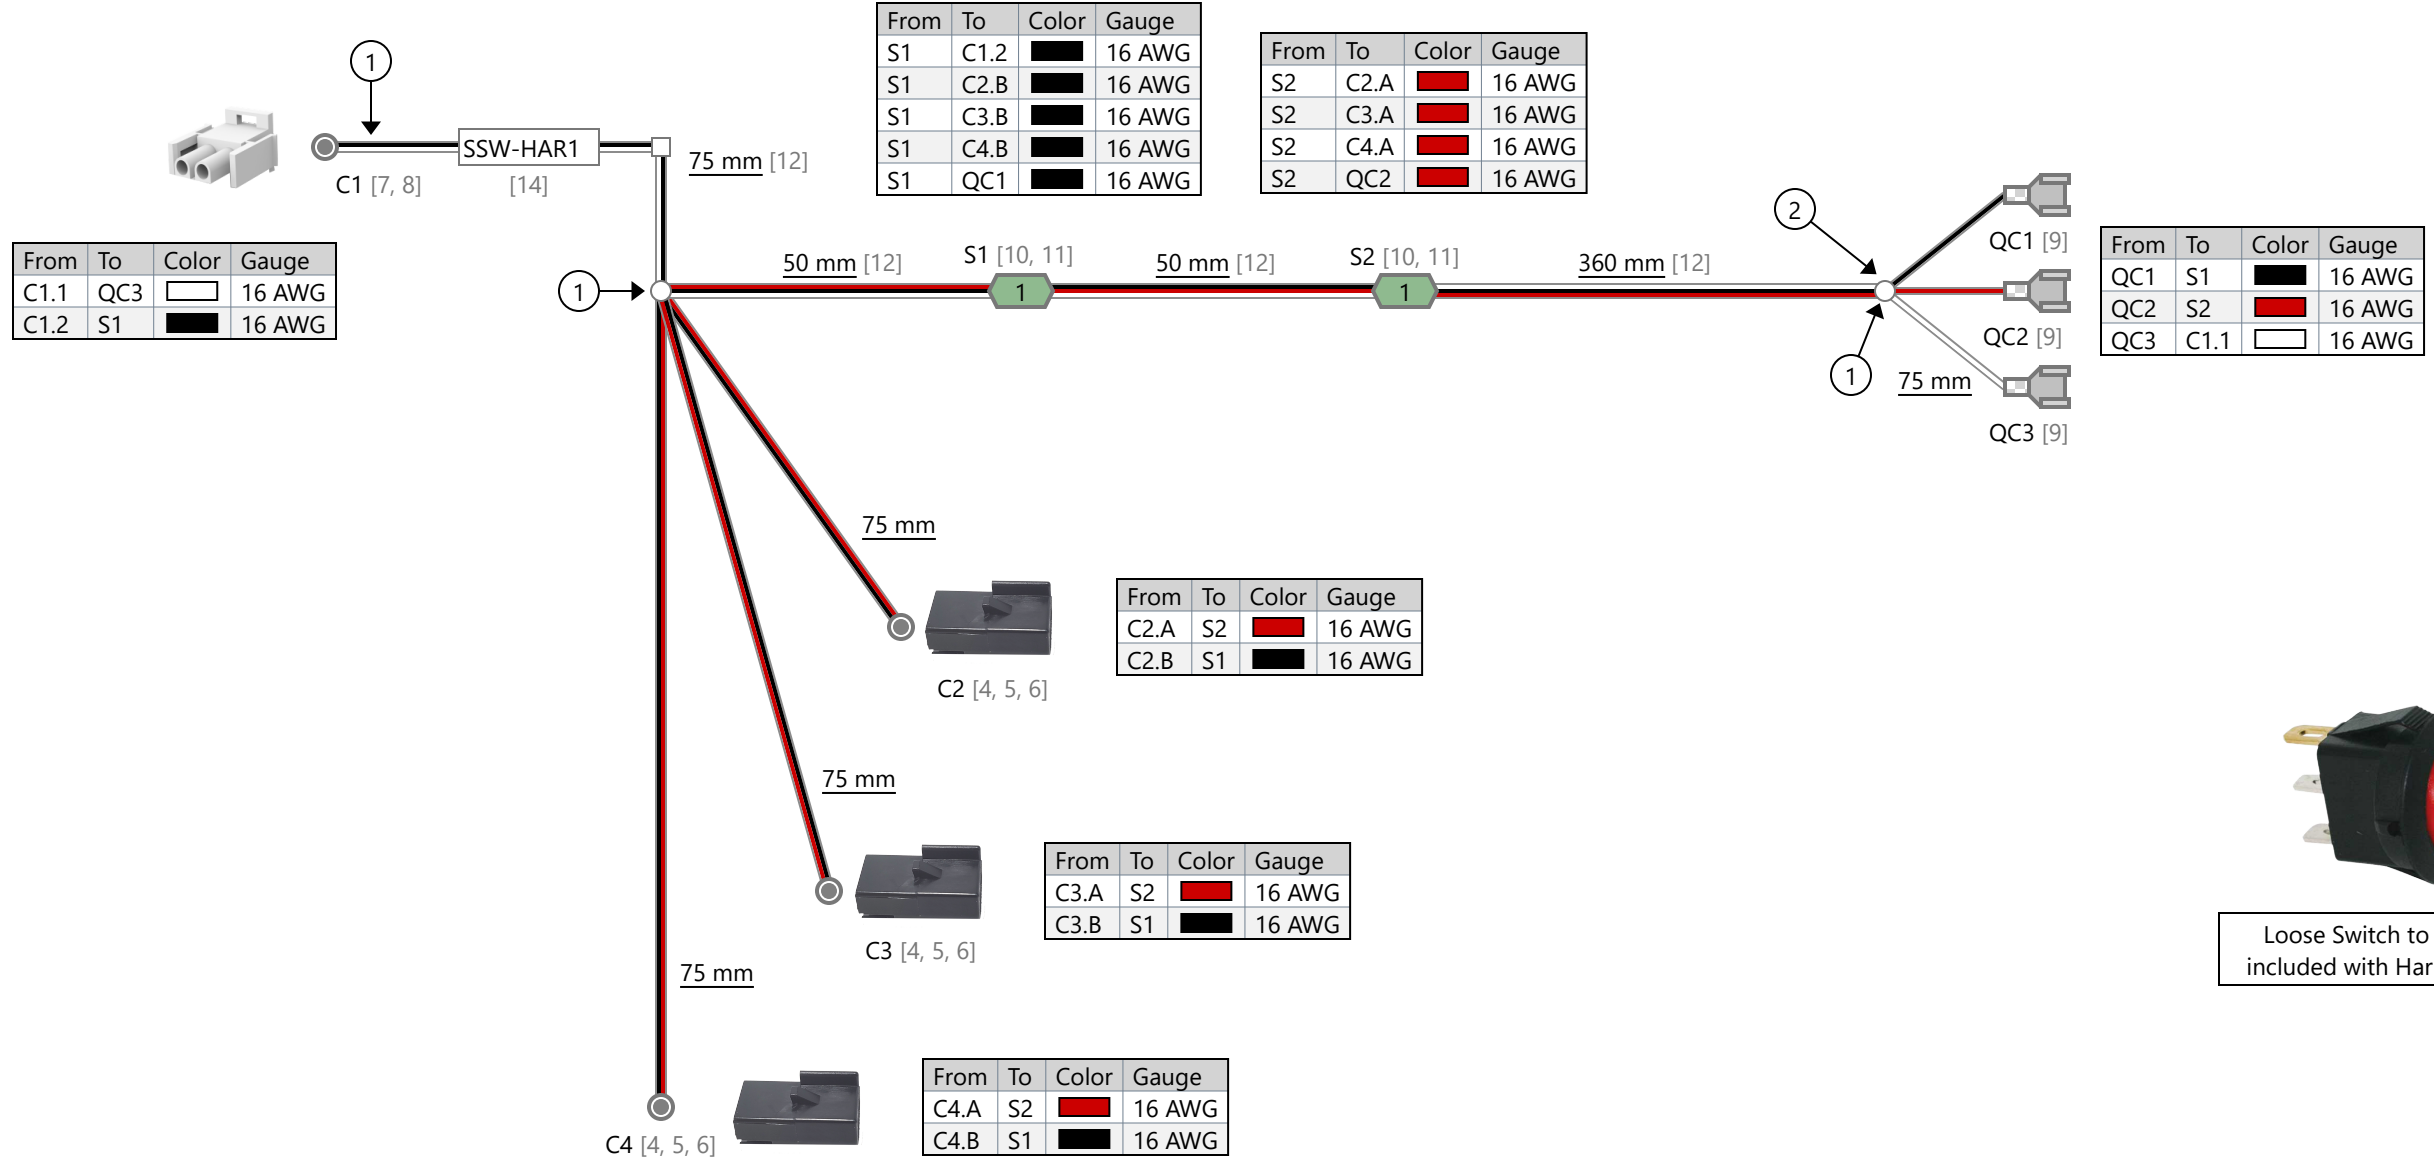 From To Color Gauge
S1 C1.2 16 AWG
S1 C2.B 16 AWG
S1 C3.B 16 AWG
S1 C4.B 16 AWG
S1 QC1 16 AWG
From To Color Gauge
S2 C2.A 16 AWG
S2 C3.A 16 AWG
S2 C4.A 16 AWG
S2 QC2 16 AWG
1
SSW-HAR1
C1 [7, 8]
[14]
75 mm [12]
From To Color Gauge
C1.1 QC3 16 AWG
C1.2 S1 16 AWG
1
50 mm [12]
S1 [10, 11]
1
50 mm [12]
S2 [10, 11]
1
360 mm [12]
2
1
QC1 [9]
QC2 [9]
75 mm
QC3 [9]
From To Color Gauge
QC1 S1 16 AWG
QC2 S2 16 AWG
QC3 C1.1 16 AWG
75 mm
C2 [4, 5, 6]
From To Color Gauge
C2.A S2 16 AWG
C2.B S1 16 AWG
75 mm
C3 [4, 5, 6]
From To Color Gauge
C3.A S2 16 AWG
C3.B S1 16 AWG
75 mm
C4 [4, 5, 6]
From To Color Gauge
C4.A S2 16 AWG
C4.B S1 16 AWG
Loose Switch to
included with Har